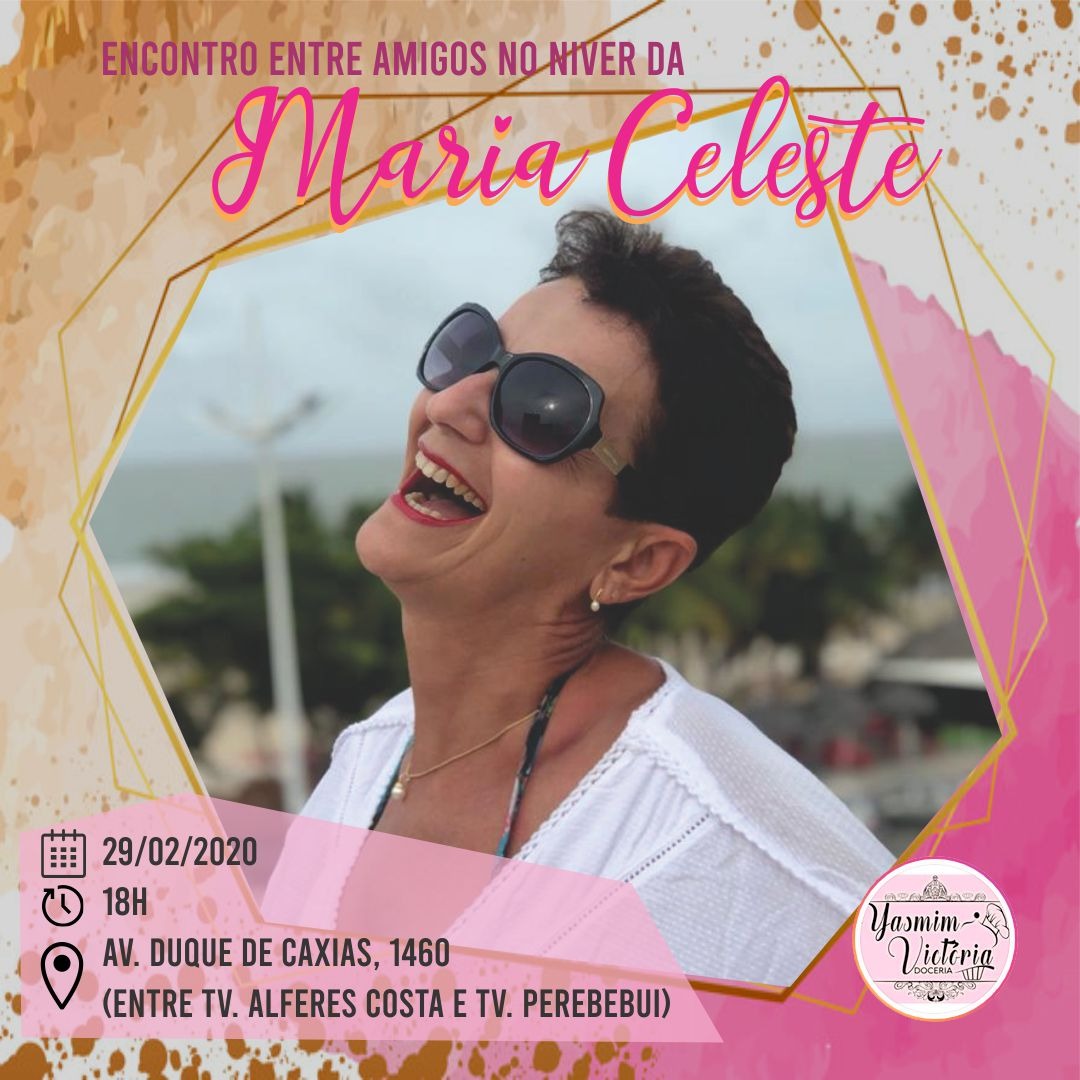 ENCONTRO ENTRE AMIGOS NO NIVER DA
Maria Celeste
29/02/2020
18H
AV. DUQUE DE CAXIAS, 1460
(ENTRE TV. ALFERES COSTA E TV. PEREBEBUI)
Yasmim
Victória
DOCERIA